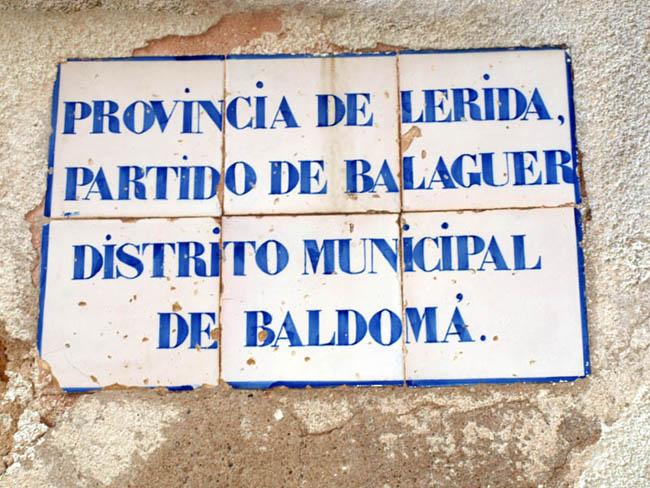 PROVINCIA DE LERIDA,
PARTIDO DE BALAGUER
DISTRITO MUNICIPAL
DE BALDOMÁ.